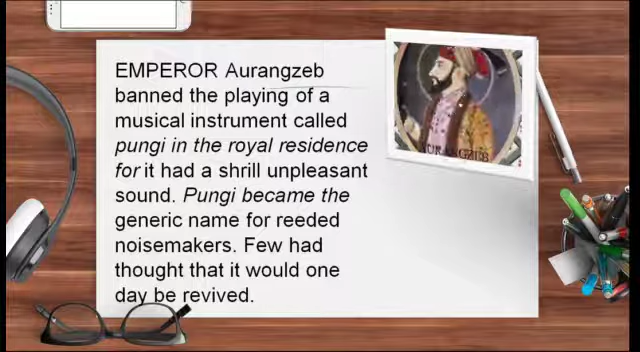 EMPEROR Aurangzeb
banned the playing of a
musical instrument called
pungi in the royal residence
for it had a shrill unpleasant
sound. Pungi became the
generic name for reeded
noisemakers. Few had
thought that it would one
day be revived.
AURANGZEB